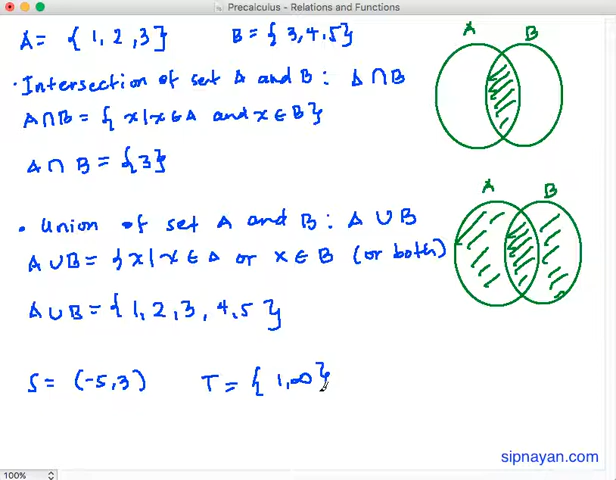 Precalculus - Relations and Functions
A = { 1, 2, 3 } B = { 3, 4, 5 }
A B
• Intersection of set A and B : A ∩ B
A ∩ B = { x | x ∈ A and x ∈ B }
A ∩ B = { 3 }
A B
• Union of set A and B : A ∪ B
A ∪ B = { x | x ∈ A or x ∈ B (or both)
A ∪ B = { 1, 2, 3, 4, 5 }
S = (-5, 3) T = { 1, ∞ }
sipnayan.com
100%